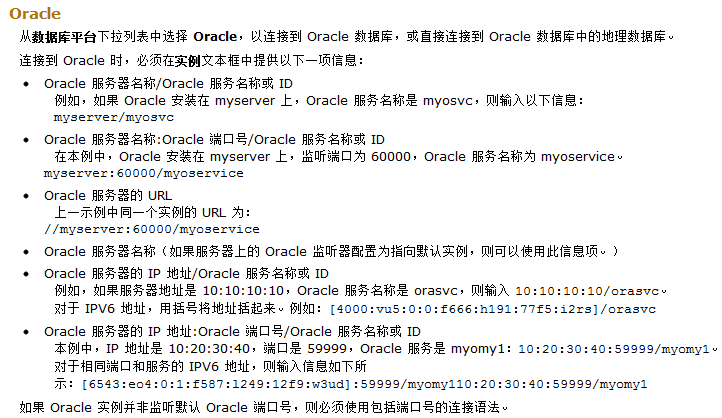 Oracle
从数据库平台下拉列表中选择 Oracle，以连接到 Oracle 数据库，或直接连接到 Oracle 数据库中的地理数据库。
连接到 Oracle 时，必须在实例文本框中提供以下一项信息：
• Oracle 服务器名称/Oracle 服务名称或 ID
例如，如果 Oracle 安装在 myserver 上，Oracle 服务名称是 myosvc，则输入以下信息：
myserver/myosvc
• Oracle 服务器名称:Oracle 端口号/Oracle 服务名称或 ID
在本例中，Oracle 安装在 myserver 上，监听端口为 60000，Oracle 服务名称为 myoservice。
myserver:60000/myoservice
• Oracle 服务器的 URL
上一示例中同一个实例的 URL 为：
//myserver:60000/myoservice
• Oracle 服务器名称（如果服务器上的 Oracle 监听器配置为指向默认实例，则可以使用此信息项。）
• Oracle 服务器的 IP 地址/Oracle 服务名称或 ID
例如，如果服务器地址是 10:10:10:10，Oracle 服务名称是 orasvc，则输入 10:10:10:10/orasvc。
对于 IPV6 地址，用括号将地址括起来。例如：[4000:vu5:0:0:f666:h191:77f5:i2rs]/orasvc
• Oracle 服务器的 IP 地址:Oracle 端口号/Oracle 服务名称或 ID
本例中，IP 地址是 10:20:30:40，端口是 59999，Oracle 服务是 myomy1：10:20:30:40:59999/myomy1。
对于相同端口和服务的 IPV6 地址，则输入信息如下所
示：[6543:eo4:0:1:f587:l249:12f9:w3ud]:59999/myomy110:20:30:40:59999/myomy1
如果 Oracle 实例并非监听默认 Oracle 端口号，则必须使用包括端口号的连接语法。